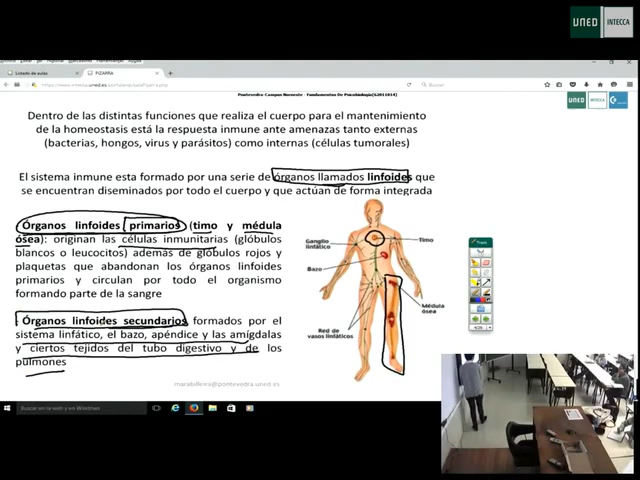 UNED
INTECCA
Listado de aulas
PIZARRA
Buscar
Pontevedra-Campus Noroeste - Fundamentos De Psicobiología(62011014)
UNED
INTECCA
Dentro de las distintas funciones que realiza el cuerpo para el mantenimiento
de la homeostasis está la respuesta inmune ante amenazas tanto externas
(bacterias, hongos, virus y parásitos) como internas (células tumorales)
El sistema inmune esta formado por una serie de órganos llamados linfoides que
se encuentran diseminados por todo el cuerpo y que actúan de forma integrada
Órganos linfoides primarios (timo y médula
ósea): originan las células inmunitarias (glóbulos
blancos o leucocitos) además de glóbulos rojos y
plaquetas que abandonan los órganos linfoides
primarios y circulan por todo el organismo
formando parte de la sangre
Órganos linfoides secundarios formados por el
sistema linfático, el bazo, apéndice y las amígdalas
y ciertos tejidos del tubo digestivo y de los
pulmones
Ganglio
linfático
Timo
Bazo
Médula
ósea
Red de
vasos linfáticos
marabilleira@pontevedra.uned.es
Buscar en la web y en Windows